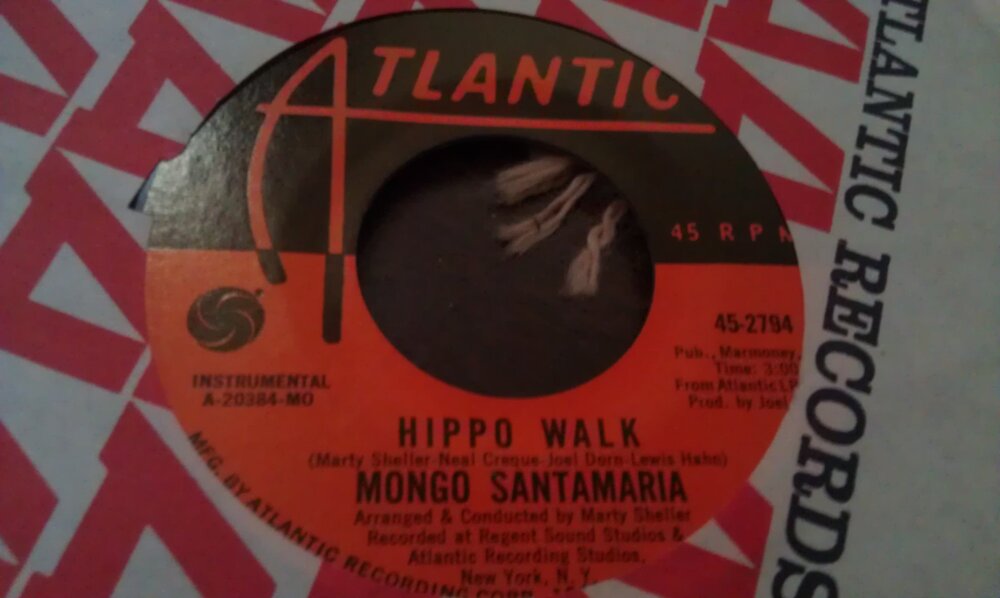 ATLANTIC
45 RPM
45-2794
Pub., Marmoney,
Time: 3:00
From Atlantic LP
Prod. by Joel
INSTRUMENTAL
A-20384-MO
HIPPO WALK
(Marty Sheller-Neal Creque-Joel Dorn-Lewis Hahn)
MONGO SANTAMARIA
Arranged & Conducted by Marty Sheller
Recorded at Regent Sound Studios &
Atlantic Recording Studios,
New York, N.Y.
MFG. BY ATLANTIC RECORDING CORP.
ATLANTIC RECORDS